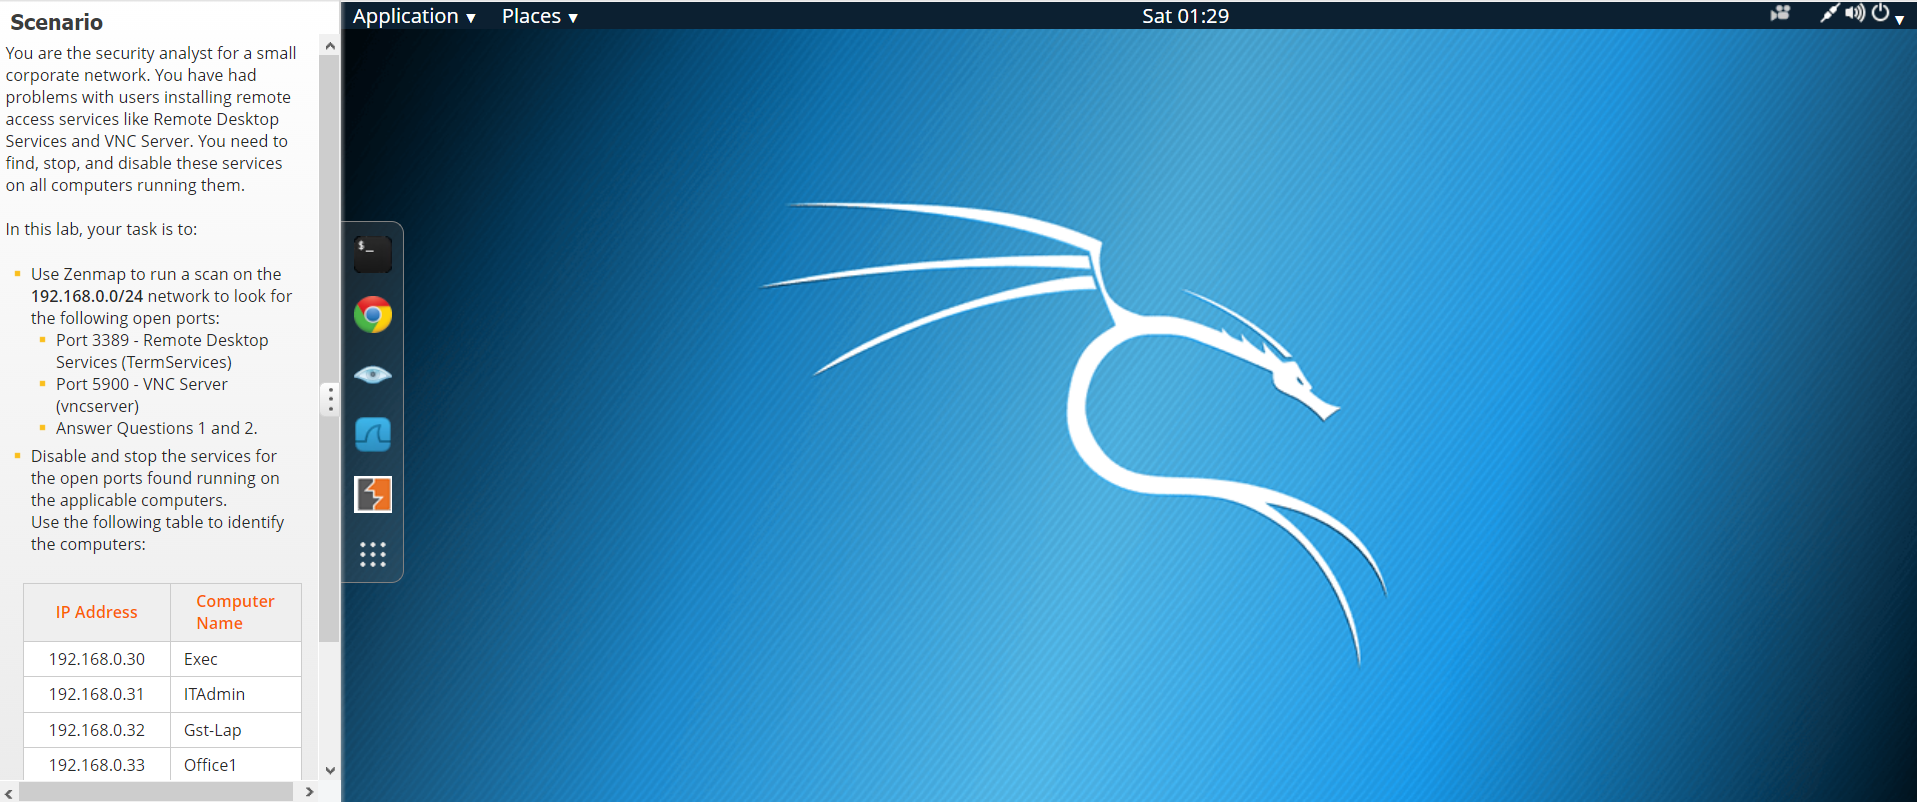 Scenario
You are the security analyst for a small
corporate network. You have had
problems with users installing remote
access services like Remote Desktop
Services and VNC Server. You need to
find, stop, and disable these services
on all computers running them.
In this lab, your task is to:
Use Zenmap to run a scan on the
192.168.0.0/24 network to look for
the following open ports:
Port 3389 - Remote Desktop
Services (TermServices)
Port 5900 - VNC Server
(vncserver)
Answer Questions 1 and 2.
Disable and stop the services for
the open ports found running on
the applicable computers.
Use the following table to identify
the computers:
IP Address Computer Name
192.168.0.30 Exec
192.168.0.31 ITAdmin
192.168.0.32 Gst-Lap
192.168.0.33 Office1
Application ▾ Places ▾ Sat 01:29
$_